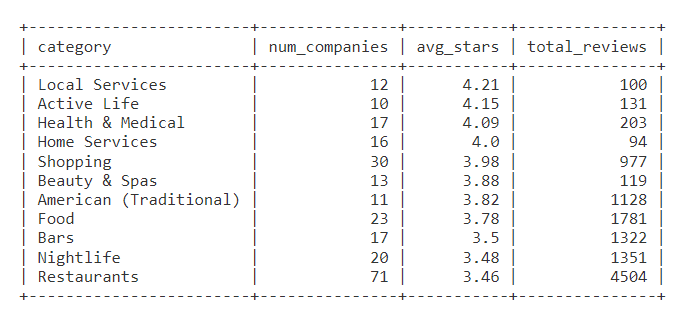 +-------------------------+---------------+-----------+---------------+
| category                | num_companies | avg_stars | total_reviews |
+-------------------------+---------------+-----------+---------------+
| Local Services          |            12 |      4.21 |           100 |
| Active Life             |            10 |      4.15 |           131 |
| Health & Medical        |            17 |      4.09 |           203 |
| Home Services           |            16 |       4.0 |            94 |
| Shopping                |            30 |      3.98 |           977 |
| Beauty & Spas           |            13 |      3.88 |           119 |
| American (Traditional)  |            11 |      3.82 |          1128 |
| Food                    |            23 |      3.78 |          1781 |
| Bars                    |            17 |       3.5 |          1322 |
| Nightlife               |            20 |      3.48 |          1351 |
| Restaurants             |            71 |      3.46 |          4504 |
+-------------------------+---------------+-----------+---------------+